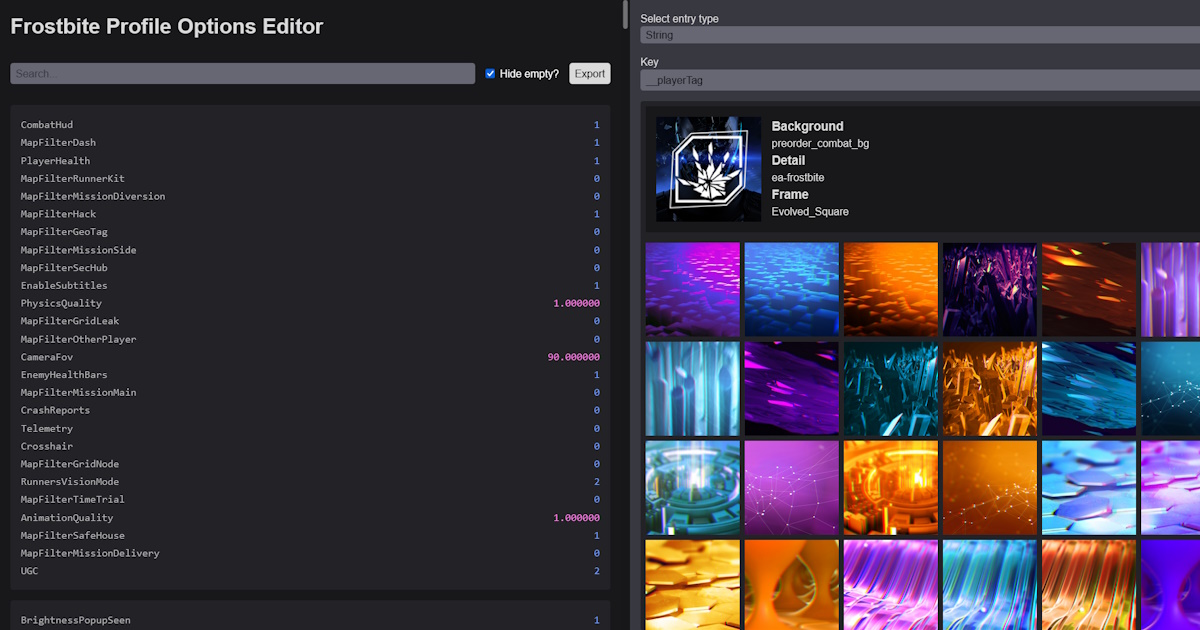 Frostbite Profile Options Editor
Search...
Hide empty?
Export
CombatHud 1
MapFilterDash 1
PlayerHealth 1
MapFilterRunnerKit 0
MapFilterMissionDiversion 0
MapFilterHack 1
MapFilterGeoTag 0
MapFilterMissionSide 0
MapFilterSecHub 0
EnableSubtitles 1
PhysicsQuality 1.000000
MapFilterGridLeak 0
MapFilterOtherPlayer 0
CameraFov 90.000000
EnemyHealthBars 1
MapFilterMissionMain 0
CrashReports 0
Telemetry 0
Crosshair 0
MapFilterGridNode 0
RunnersVisionMode 2
MapFilterTimeTrial 0
AnimationQuality 1.000000
MapFilterSafeHouse 1
MapFilterMissionDelivery 0
UGC 2
BrightnessPopupSeen 1
Select entry type
String
Key
__playerTag
Background
preorder_combat_bg
Detail
ea-frostbite
Frame
Evolved_Square